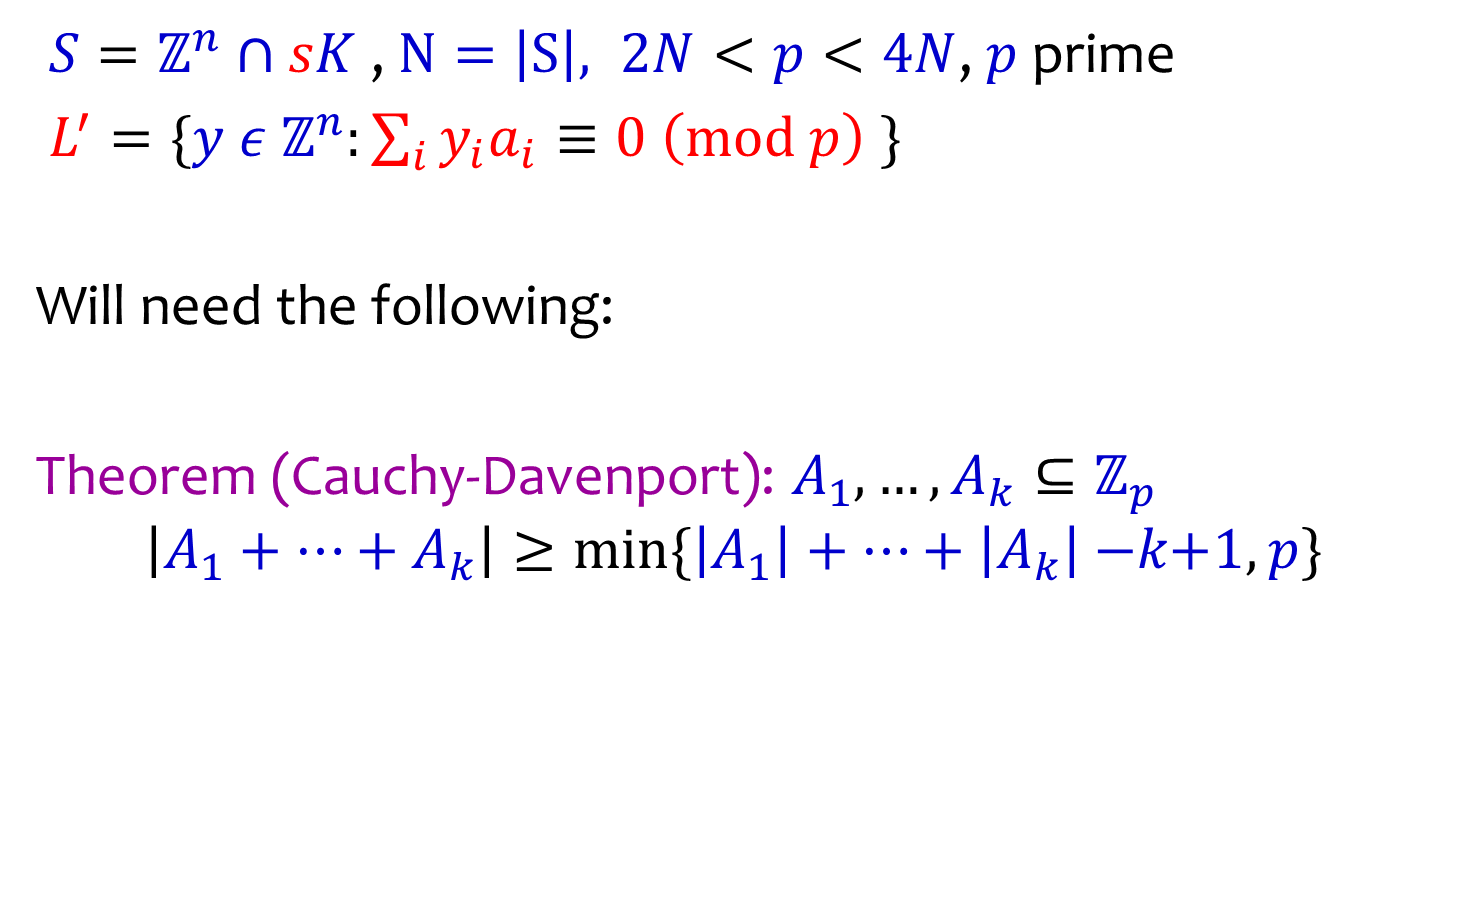 S = ℤⁿ ∩ sK , N = |S|, 2N < p < 4N, p prime
L′ = {y ϵ ℤⁿ: ∑ᵢ yᵢaᵢ ≡ 0 (mod p) }
Will need the following:
Theorem (Cauchy-Davenport): A₁, … , Aₖ ⊆ ℤₚ
|A₁ + ⋯ + Aₖ| ≥ min{|A₁| + ⋯ + |Aₖ| −k+1, p}